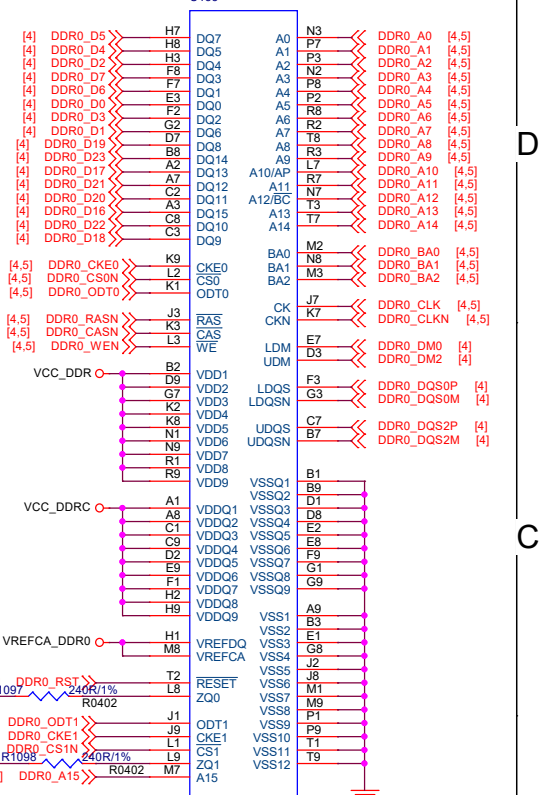 [4] DDR0_D5 H7 DQ7 A0 N3 DDR0_A0 [4,5]
[4] DDR0_D4 H8 DQ5 A1 P7 DDR0_A1 [4,5]
[4] DDR0_D2 H3 DQ4 A2 P3 DDR0_A2 [4,5]
[4] DDR0_D7 F8 DQ3 A3 N2 DDR0_A3 [4,5]
[4] DDR0_D6 F7 DQ1 A4 P8 DDR0_A4 [4,5]
[4] DDR0_D0 E3 DQ0 A5 P2 DDR0_A5 [4,5]
[4] DDR0_D3 F2 DQ2 A6 R8 DDR0_A6 [4,5]
[4] DDR0_D1 G2 DQ6 A7 R2 DDR0_A7 [4,5]
[4] DDR0_D19 D7 DQ8 A8 T8 DDR0_A8 [4,5]
[4] DDR0_D23 B8 DQ14 A9 R3 DDR0_A9 [4,5]
[4] DDR0_D17 A2 DQ13 A10/AP L7 DDR0_A10 [4,5]
[4] DDR0_D21 A7 DQ12 A11 R7 DDR0_A11 [4,5]
[4] DDR0_D20 C2 DQ11 A12/BC N7 DDR0_A12 [4,5]
[4] DDR0_D16 A3 DQ15 A13 T3 DDR0_A13 [4,5]
[4] DDR0_D22 C8 DQ10 A14 T7 DDR0_A14 [4,5]
[4] DDR0_D18 C3 DQ9
D
BA0 M2 DDR0_BA0 [4,5]
[4,5] DDR0_CKE0 K9 CKE0 BA1 N8 DDR0_BA1 [4,5]
[4,5] DDR0_CS0N L2 CS0 BA2 M3 DDR0_BA2 [4,5]
[4,5] DDR0_ODT0 K1 ODT0
CK J7 DDR0_CLK [4,5]
[4,5] DDR0_RASN J3 RAS CKN K7 DDR0_CLKN [4,5]
[4,5] DDR0_CASN K3 CAS
[4,5] DDR0_WEN L3 WE LDM E7 DDR0_DM0 [4]
UDM D3 DDR0_DM2 [4]
VCC_DDR B2 VDD1
D9 VDD2 LDQS F3 DDR0_DQS0P [4]
G7 VDD3 LDQSN G3 DDR0_DQS0M [4]
K2 VDD4
K8 VDD5 UDQS C7 DDR0_DQS2P [4]
N1 VDD6 UDQSN B7 DDR0_DQS2M [4]
N9 VDD7
R1 VDD8
R9 VDD9 VSSQ1 B1
VSSQ2 B9
VCC_DDRC A1 VDDQ1 VSSQ3 D1
A8 VDDQ2 VSSQ4 D8
C1 VDDQ3 VSSQ5 E2
C9 VDDQ4 VSSQ6 E8
D2 VDDQ5 VSSQ7 F9
E9 VDDQ6 VSSQ8 G1
F1 VDDQ7 VSSQ9 G9
H2 VDDQ8
H9 VDDQ9 VSS1 A9
C
VSS2 B3
VREFCA_DDR0 H1 VREFDQ VSS3 E1
M8 VREFCA VSS4 G8
VSS5 J2
DDR0_RST T2 RESET VSS6 J8
1097 240R/1% L8 ZQ0 VSS7 M1
R0402
VSS8 M9
DDR0_ODT1 J1 ODT1 VSS9 P1
DDR0_CKE1 J9 CKE1 VSS10 P9
DDR0_CS1N L1 CS1 VSS11 T1
R1098 240R/1% L9 ZQ1 VSS12 T9
R0402
] DDR0_A15 M7 A15